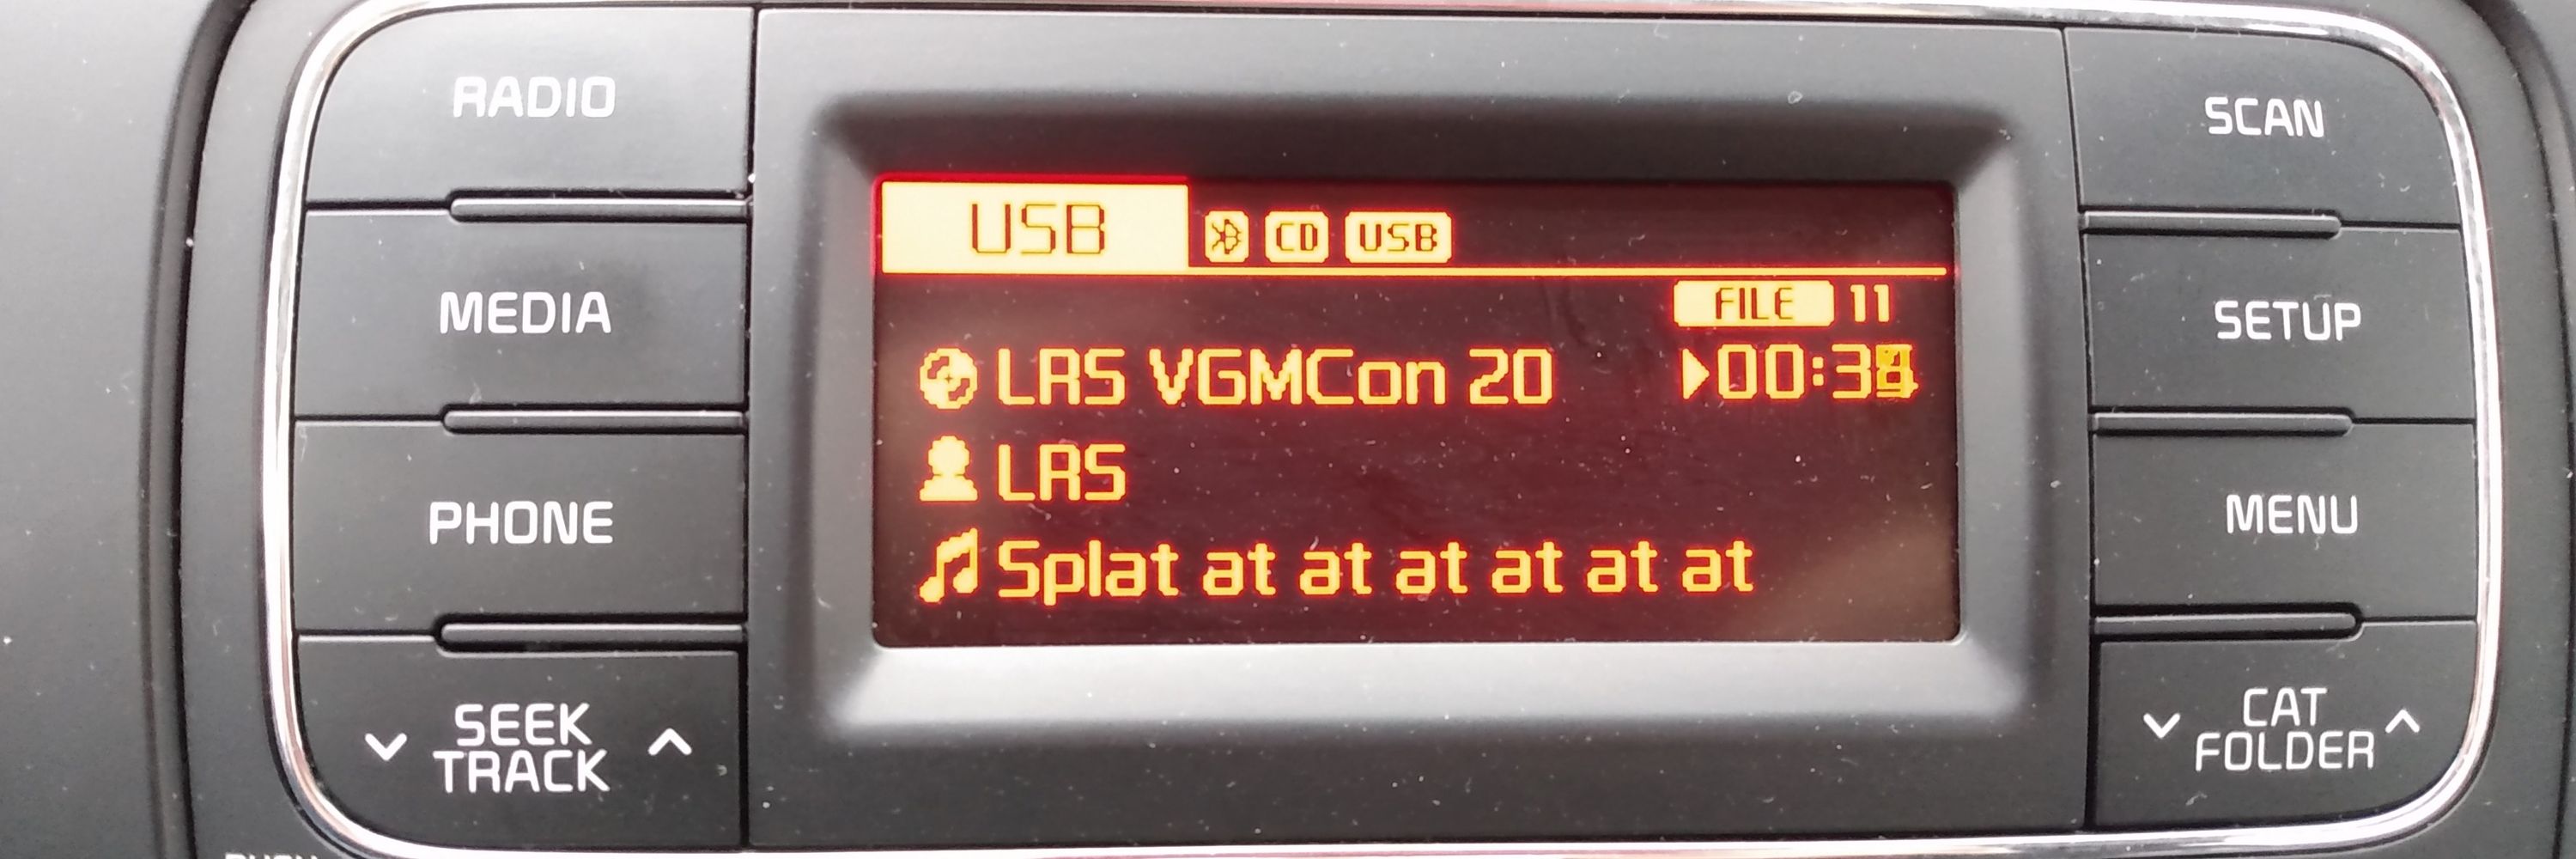 RADIO
MEDIA
PHONE
SEEK
TRACK
USB
CD USB
FILE 11
LRS VGMCon 20
LRS
Splat at at at at at at
SCAN
SETUP
MENU
CAT
FOLDER